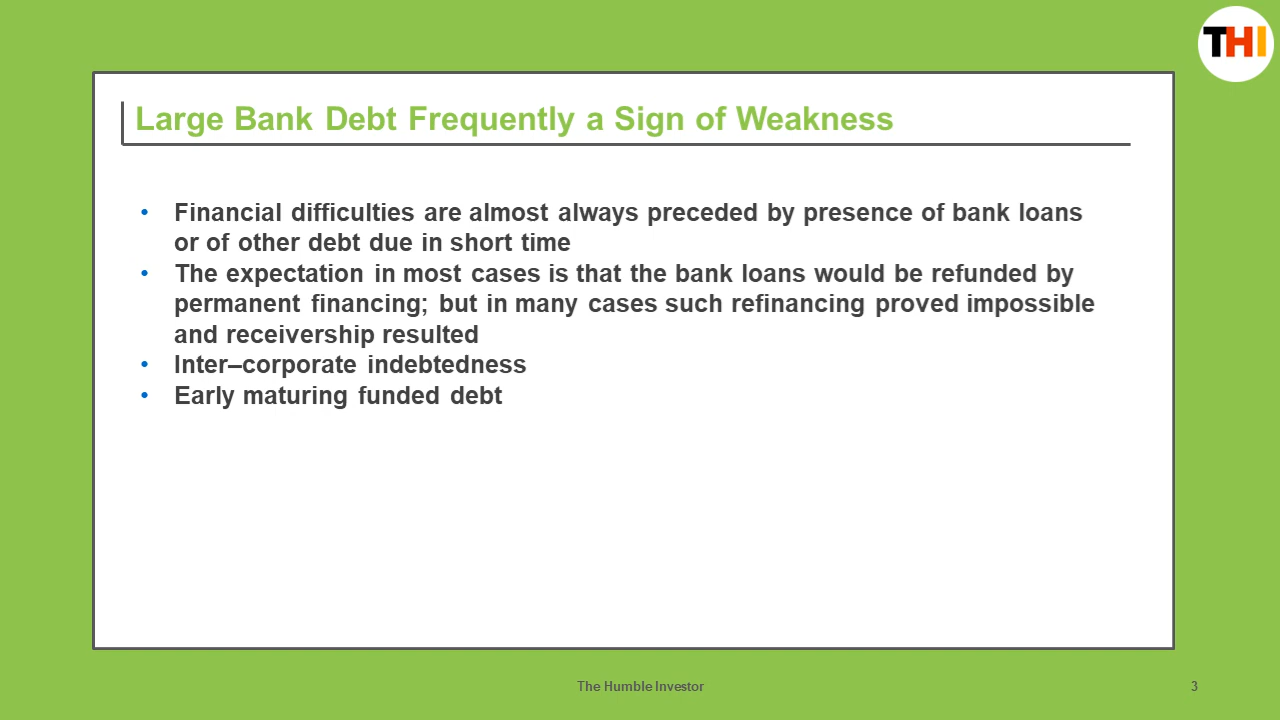 THI
Large Bank Debt Frequently a Sign of Weakness
• Financial difficulties are almost always preceded by presence of bank loans
or of other debt due in short time
• The expectation in most cases is that the bank loans would be refunded by
permanent financing; but in many cases such refinancing proved impossible
and receivership resulted
• Inter–corporate indebtedness
• Early maturing funded debt
The Humble Investor
3